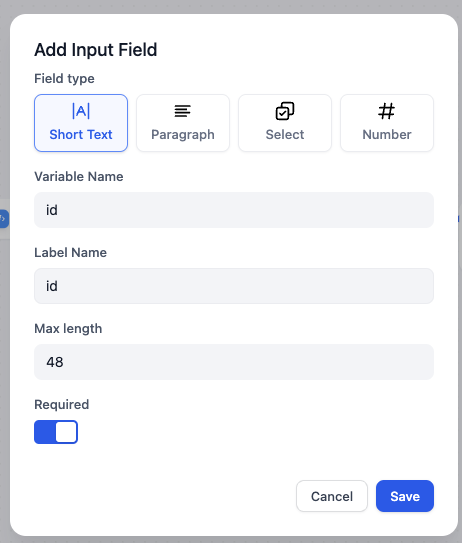 Add Input Field
Field type
Short Text
Paragraph
Select
Number
Variable Name
id
Label Name
id
Max length
48
Required
Cancel
Save